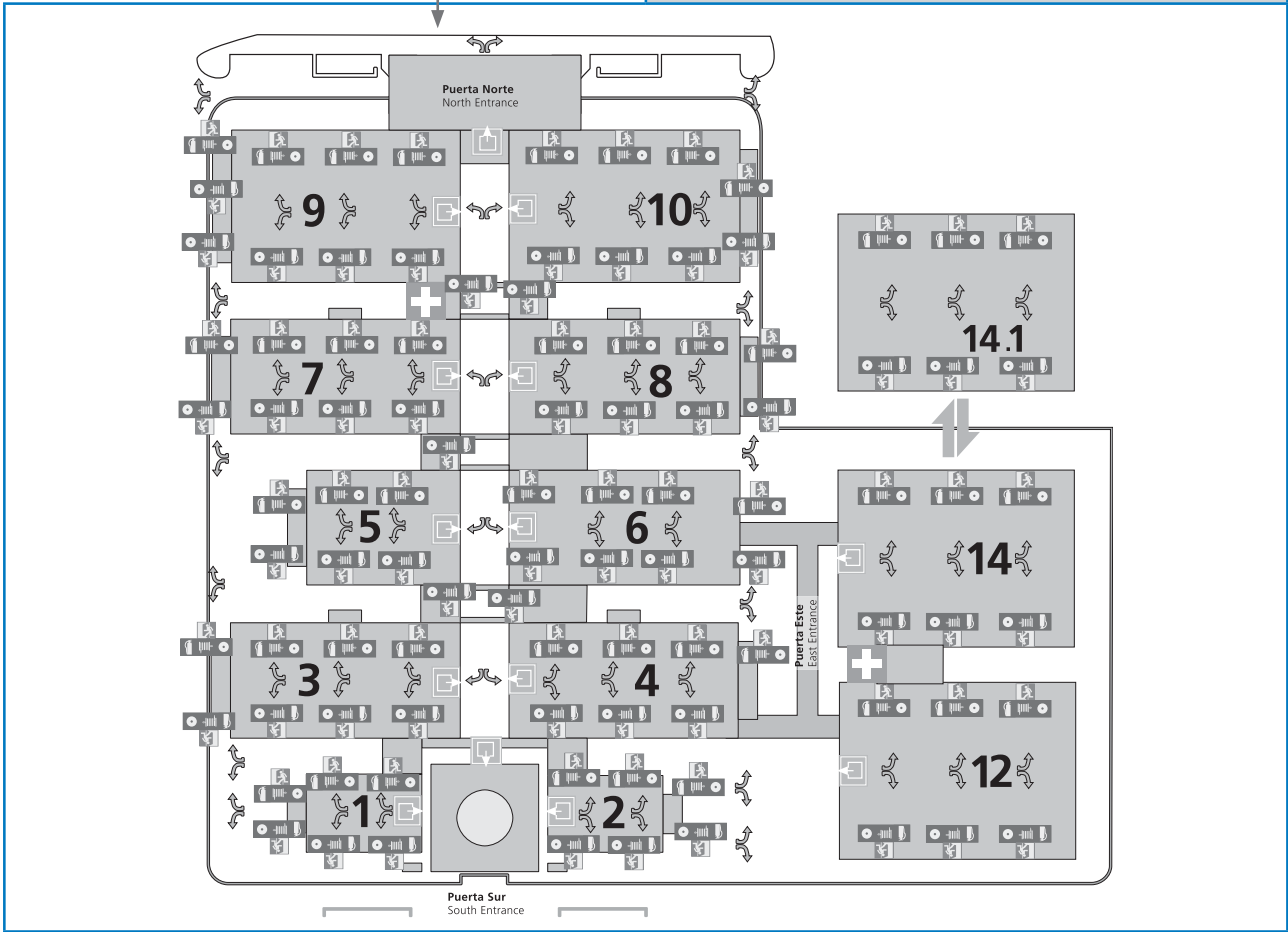 Puerta Norte
North Entrance
9
10
14.1
7
8
5
6
14
Puerta Este
East Entrance
3
4
12
1
2
Puerta Sur
South Entrance